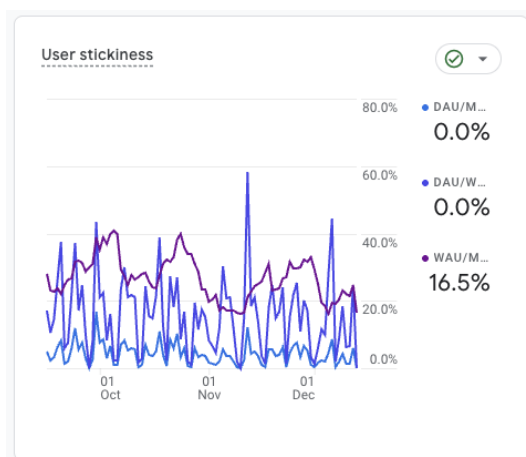 User stickiness
80.0%
60.0%
40.0%
20.0%
0.0%
01
Oct
01
Nov
01
Dec
DAU/M…
0.0%
DAU/W…
0.0%
WAU/M…
16.5%